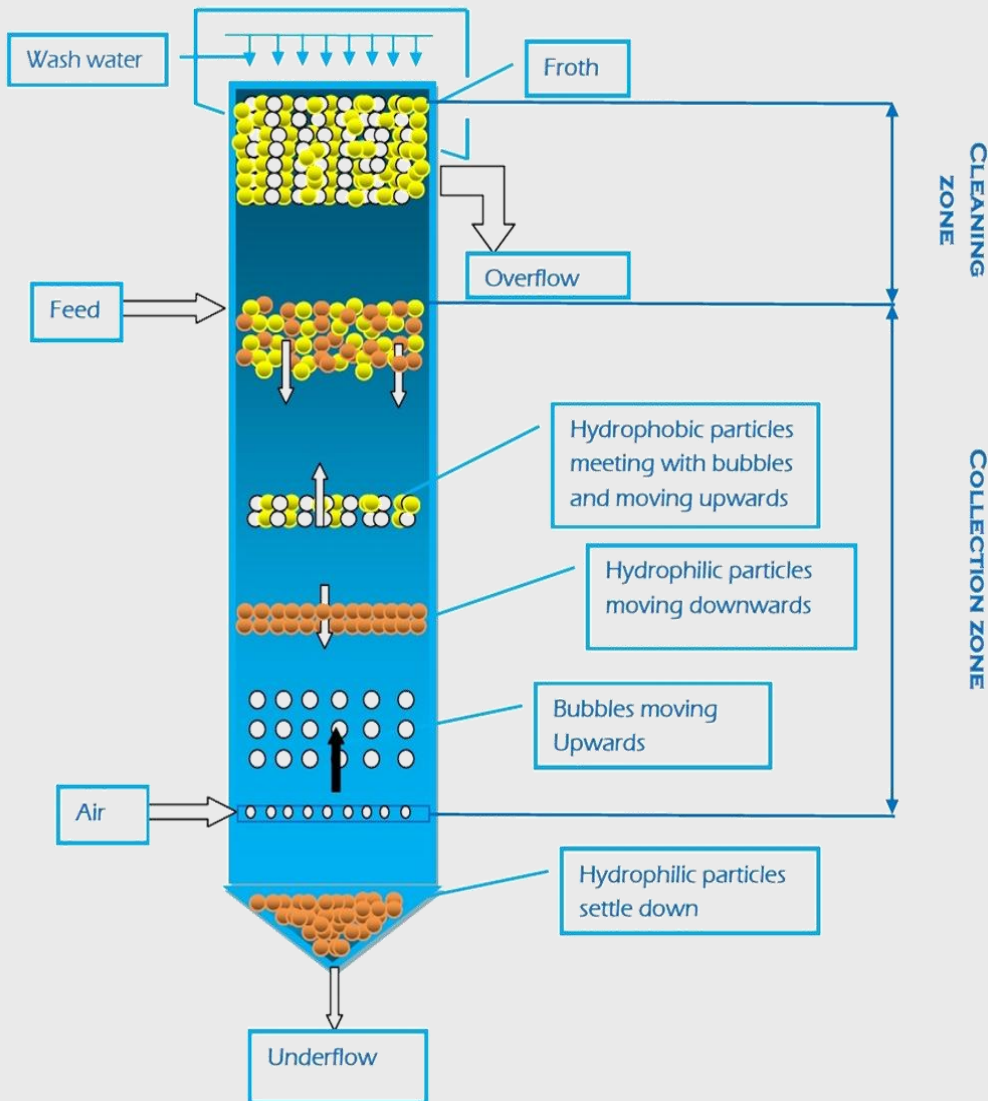 Wash water
Froth
CLEANING
ZONE
Overflow
Feed
Hydrophobic particles
meeting with bubbles
and moving upwards
COLLECTION ZONE
Hydrophilic particles
moving downwards
Bubbles moving
Upwards
Air
Hydrophilic particles
settle down
Underflow